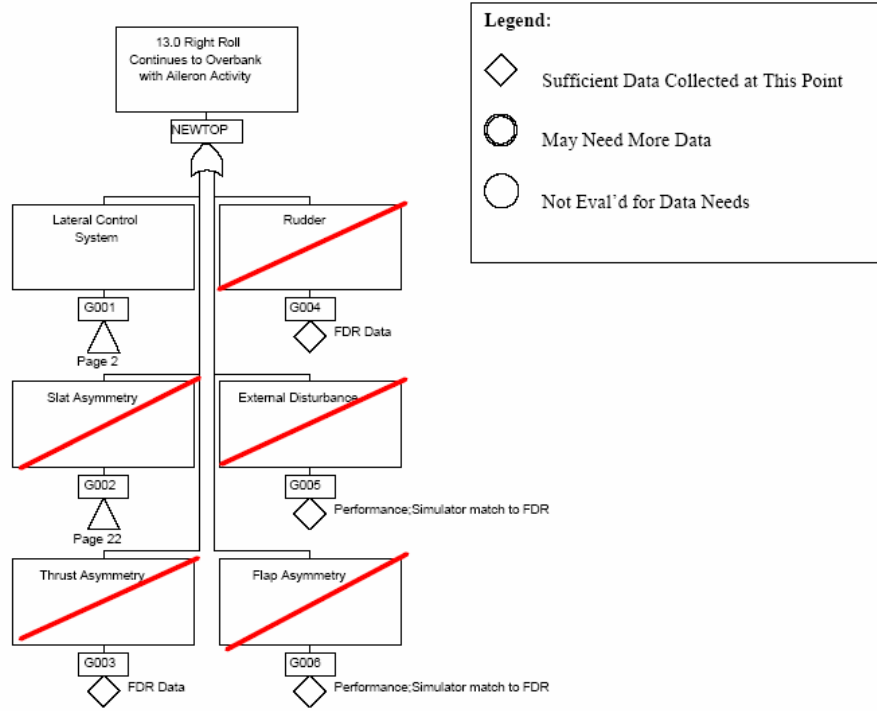 13.0 Right Roll
Continues to Overbank
with Aileron Activity
NEWTOP
Lateral Control
System
G001
Page 2
Rudder
G004
FDR Data
Slat Asymmetry
G002
Page 22
External Disturbance
G005
Performance;Simulator match to FDR
Thrust Asymmetry
G003
FDR Data
Flap Asymmetry
G006
Performance;Simulator match to FDR
Legend:
Sufficient Data Collected at This Point
May Need More Data
Not Eval’d for Data Needs